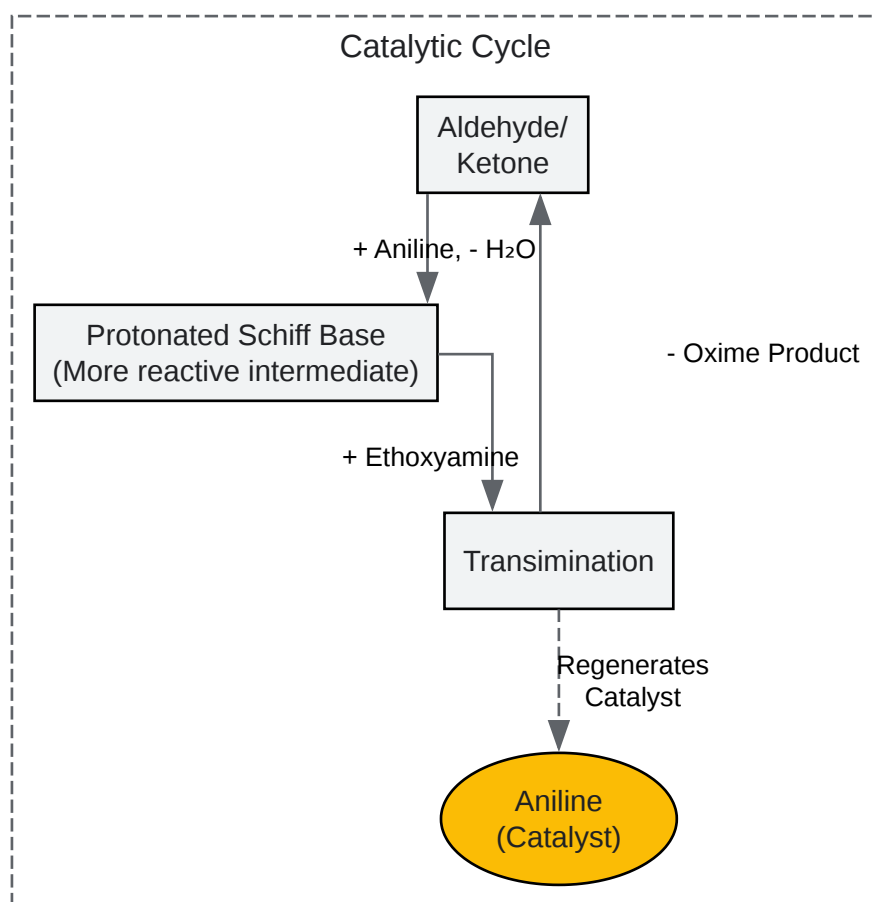 Catalytic Cycle
Aldehyde/
Ketone
+ Aniline, - H₂O
Protonated Schiff Base
(More reactive intermediate)
- Oxime Product
+ Ethoxyamine
Transimination
Regenerates
Catalyst
Aniline
(Catalyst)